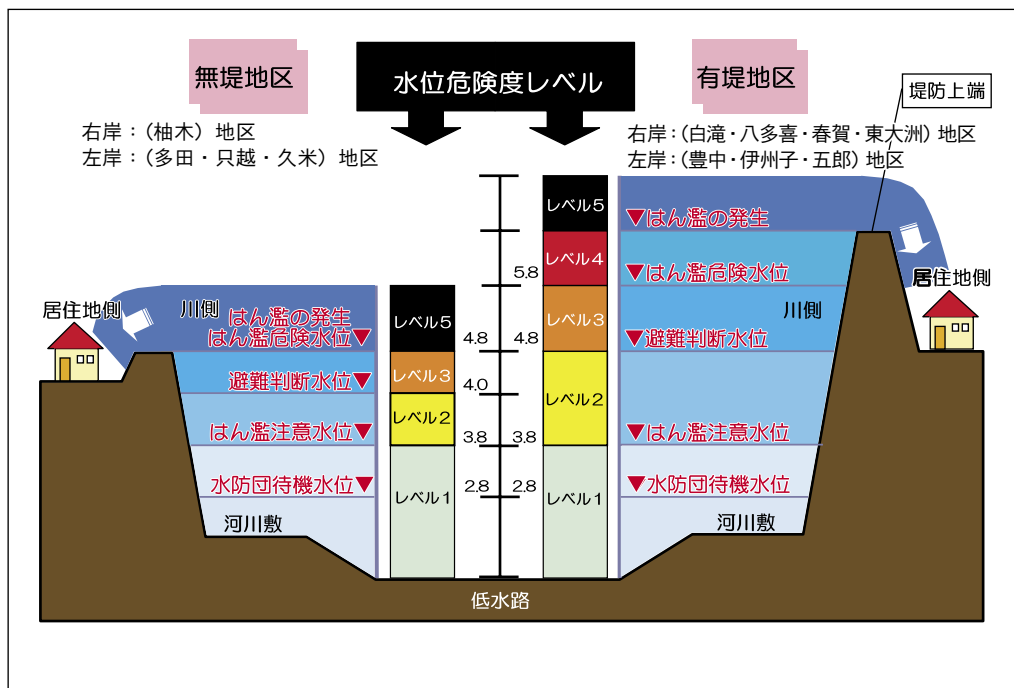 無堤地区
水位危険度レベル
有堤地区
堤防上端
右岸：(柚木) 地区
左岸：(多田・只越・久米) 地区
右岸：(白滝・八多喜・春賀・東大洲) 地区
左岸：(豊中・伊州子・五郎) 地区
レベル5
▼はん濫の発生
レベル4
5.8
▼はん濫危険水位
居住地側
川側
はん濫の発生
はん濫危険水位▼
レベル5
4.8
4.8
レベル3
▼避難判断水位
川側
居住地側
避難判断水位▼
レベル3
4.0
レベル2
はん濫注意水位▼
レベル2
3.8
3.8
▼はん濫注意水位
水防団待機水位▼
レベル1
2.8
2.8
レベル1
▼水防団待機水位
河川敷
河川敷
低水路